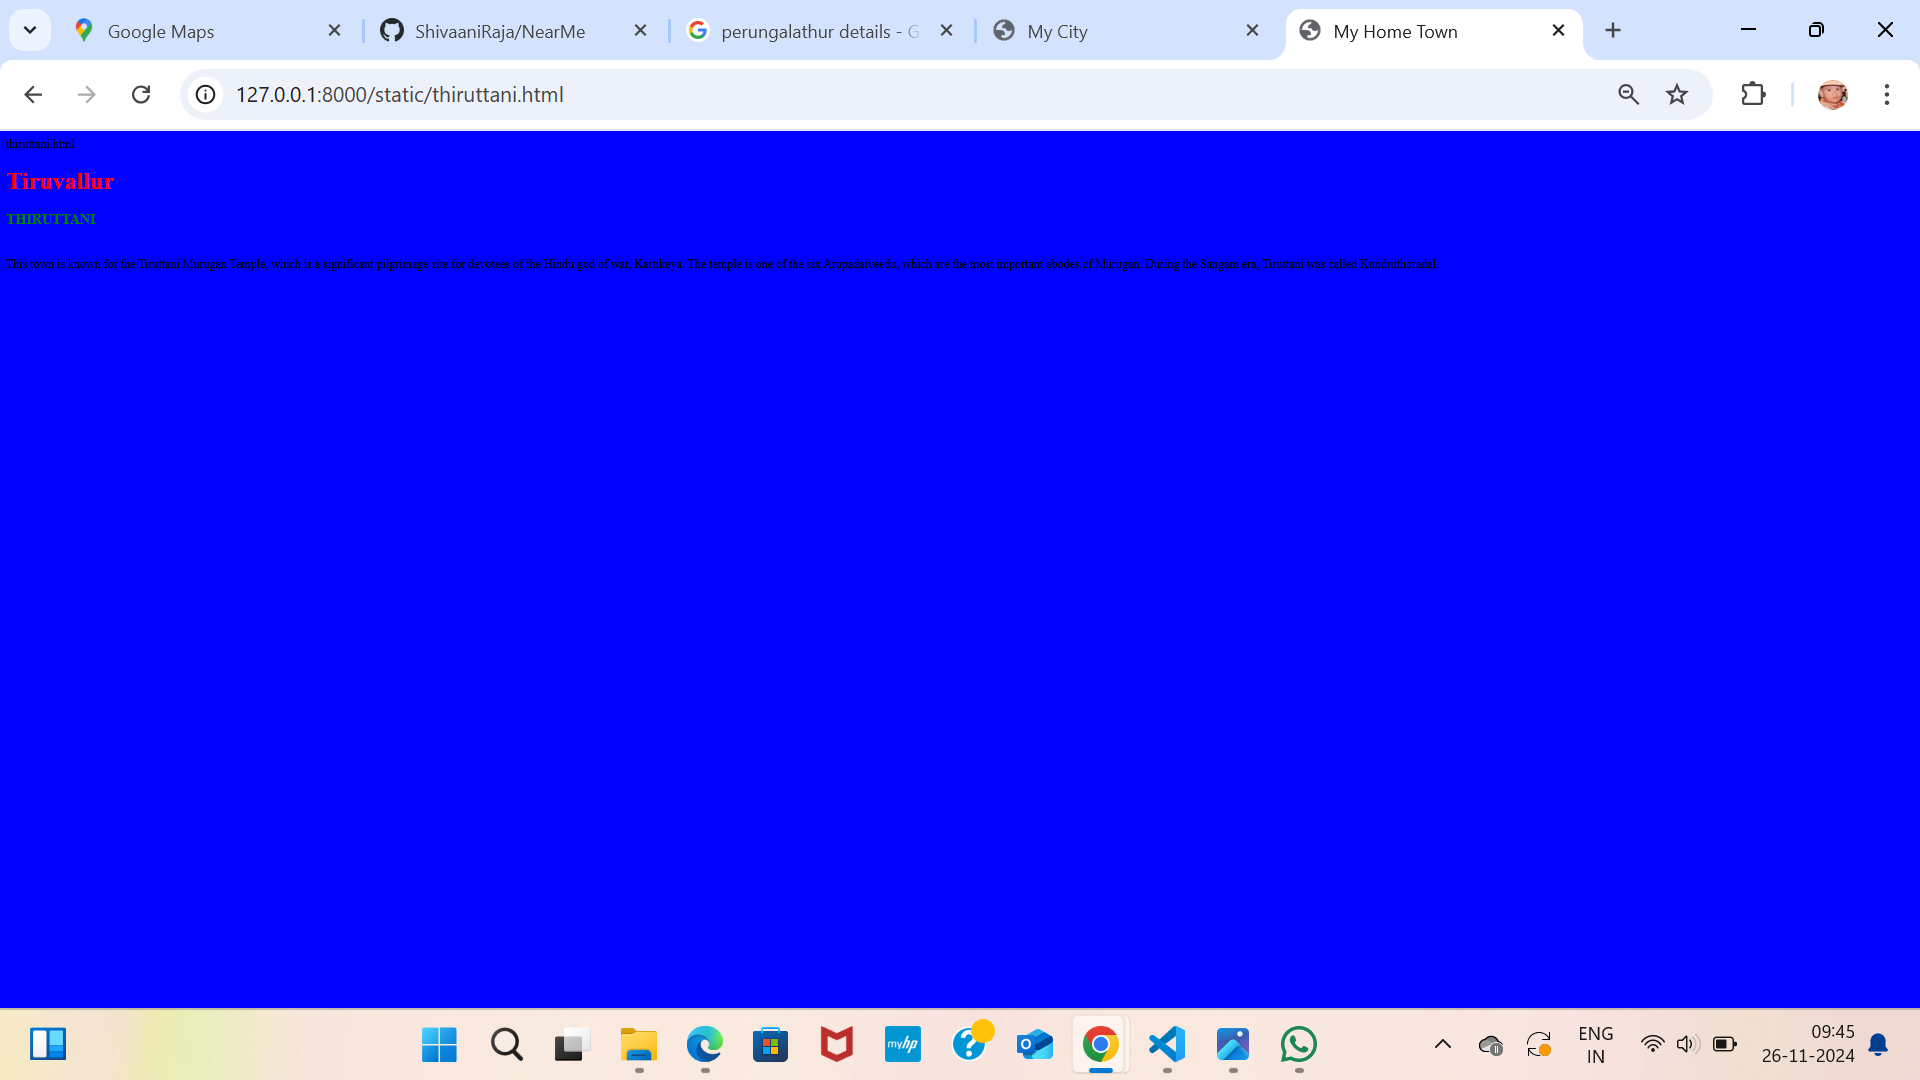 Google Maps
ShivaaniRaja/NearMe
perungalathur details - G
My City
My Home Town
127.0.0.1:8000/static/thiruttani.html
thiruttani.html
Tiruvallur
THIRUTTANI
This town is known for the Tiruttani Murugan Temple, which is a significant pilgrimage site for devotees of the Hindu god of war, Kartikeya. The temple is one of the six Arupadaiveedu, which are the most important abodes of Murugan. During the Sangam era, Tiruttani was called
myhp
ENG
IN
09:45
26-11-2024